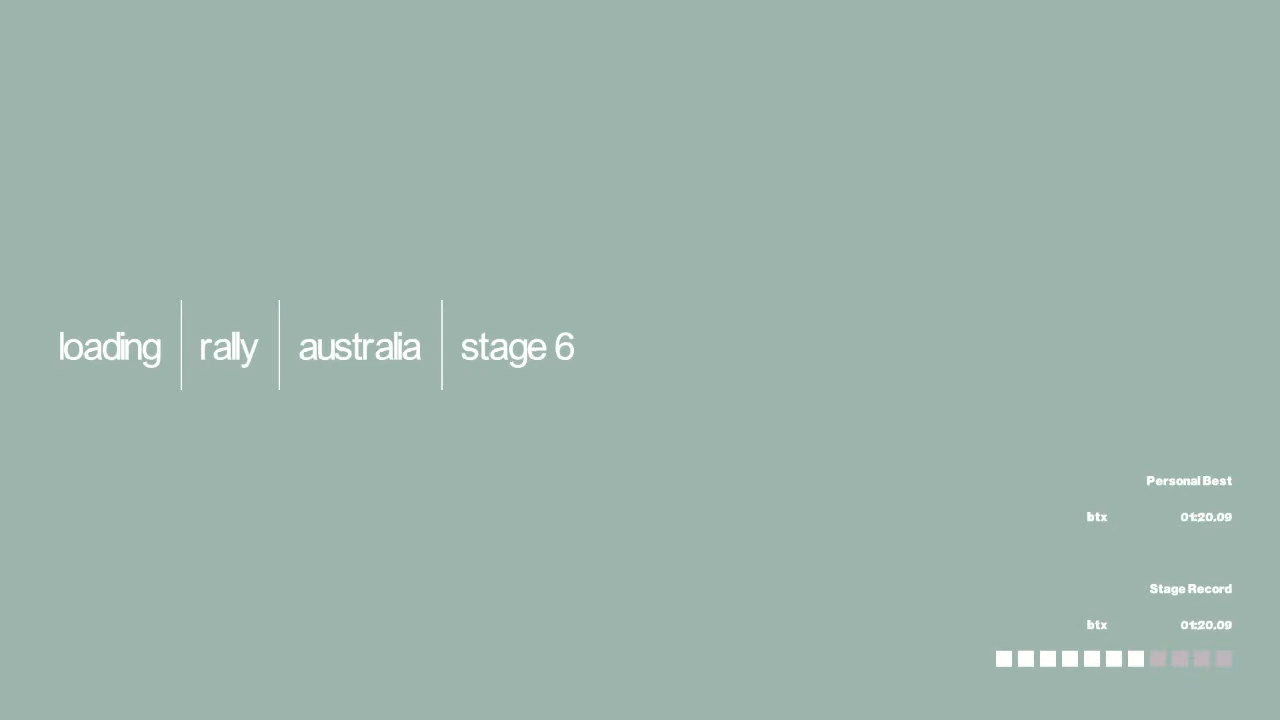 loading rally australia stage 6
Personal Best
btx 01:20.09
Stage Record
btx 01:20.09